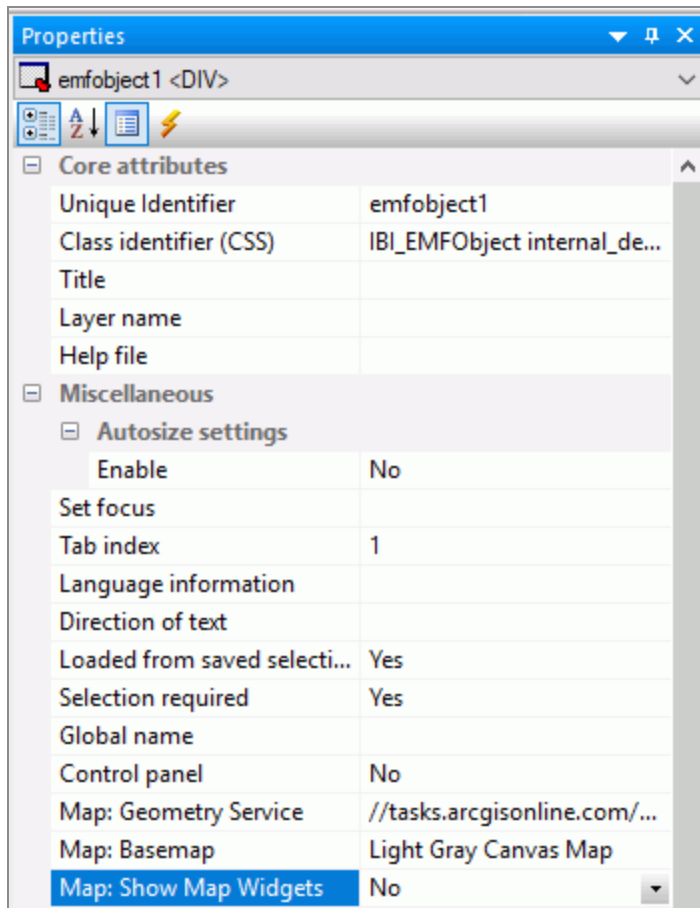 Properties
emfobject1 <DIV>
Core attributes
Unique Identifier emfobject1
Class identifier (CSS) IBI_EMFObject internal_de...
Title
Layer name
Help file
Miscellaneous
Autosize settings
Enable No
Set focus
Tab index 1
Language information
Direction of text
Loaded from saved selecti... Yes
Selection required Yes
Global name
Control panel No
Map: Geometry Service //tasks.arcgisonline.com/...
Map: Basemap Light Gray Canvas Map
Map: Show Map Widgets No